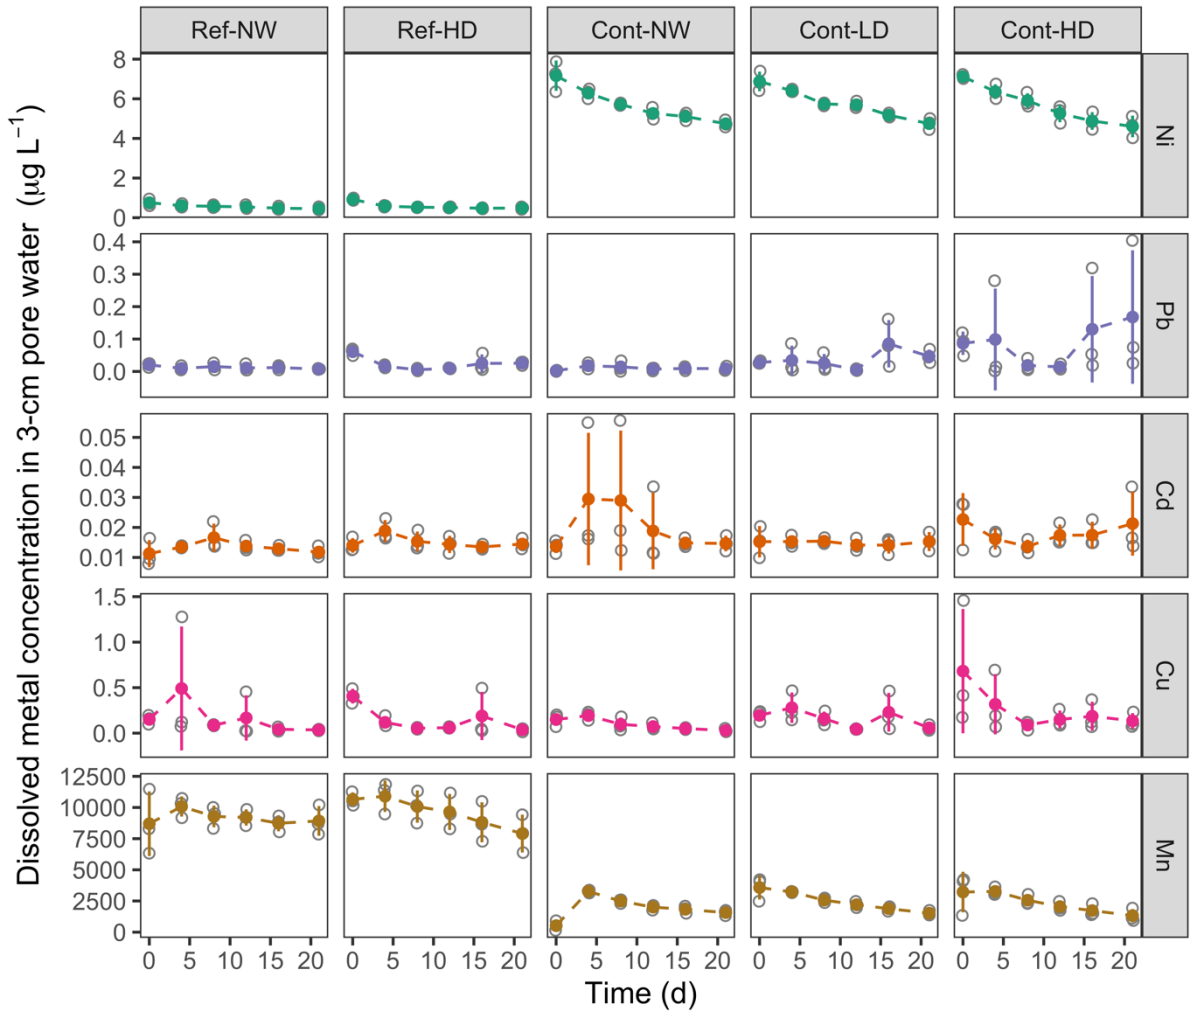 Ref-NW Ref-HD Cont-NW Cont-LD Cont-HD
Dissolved metal concentration in 3-cm pore water (μg L⁻¹)
8
6
4
2
0
Ni
0.4
0.3
0.2
0.1
0.0
Pb
0.05
0.04
0.03
0.02
0.01
Cd
1.5
1.0
0.5
0.0
Cu
12500
10000
7500
5000
2500
0
Mn
0 5 10 15 20 0 5 10 15 20 0 5 10 15 20 0 5 10 15 20 0 5 10 15 20
Time (d)